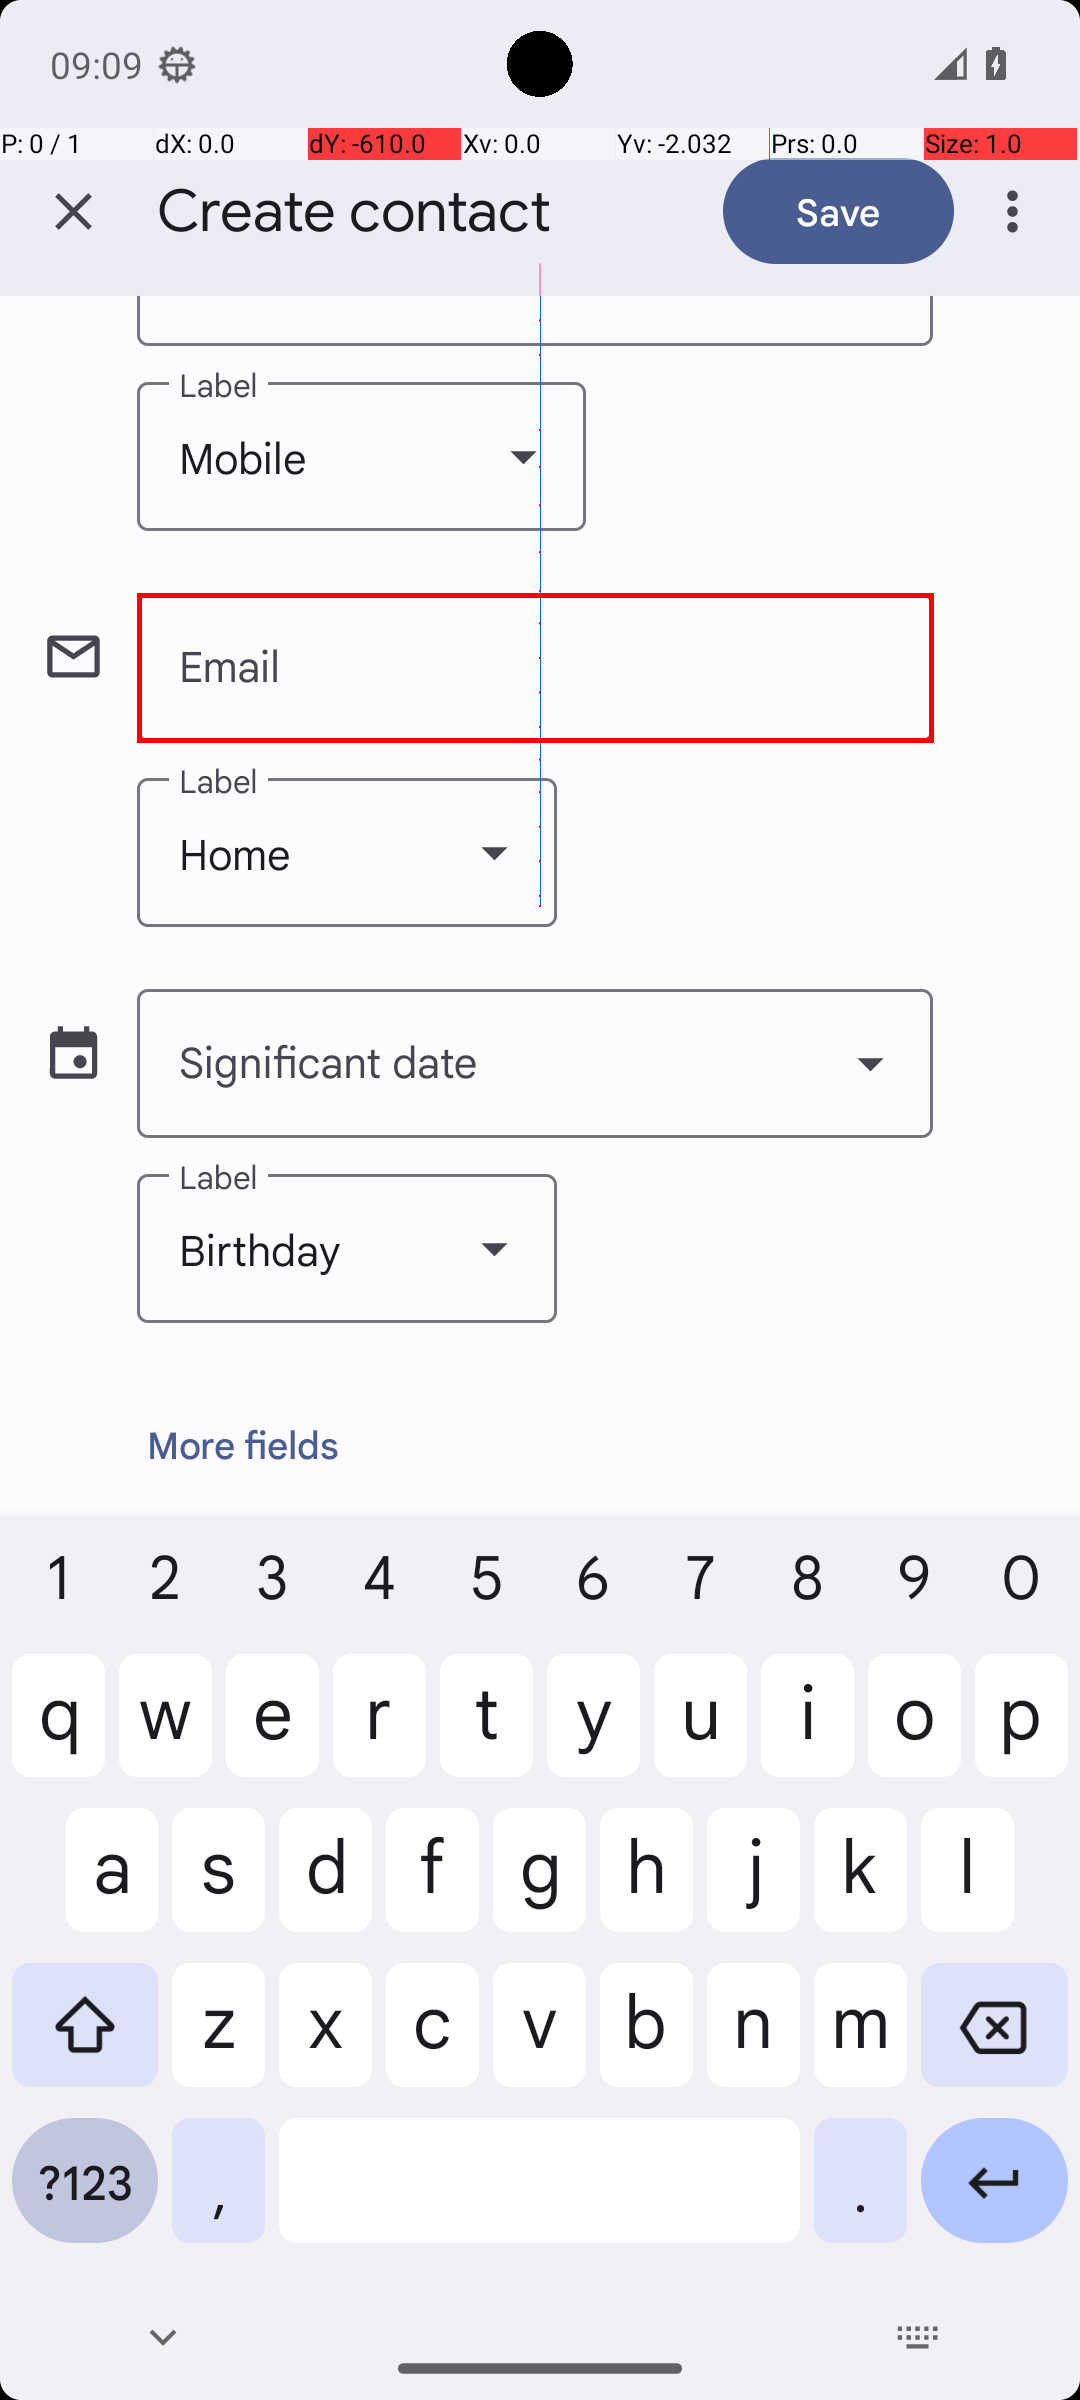 09:09
P: 0 / 1 dX: 0.0 dY: -610.0 Xv: 0.0 Yv: -2.032 Prs: 0.0 Size: 1.0
Create contact Save
Label
Mobile
Email
Label
Home
Significant date
Label
Birthday
More fields
1 2 3 4 5 6 7 8 9 0
q w e r t y u i o p
a s d f g h j k l
z x c v b n m
?123 , .